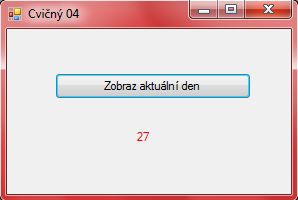 Cvičný 04
Zobraz aktuální den
27